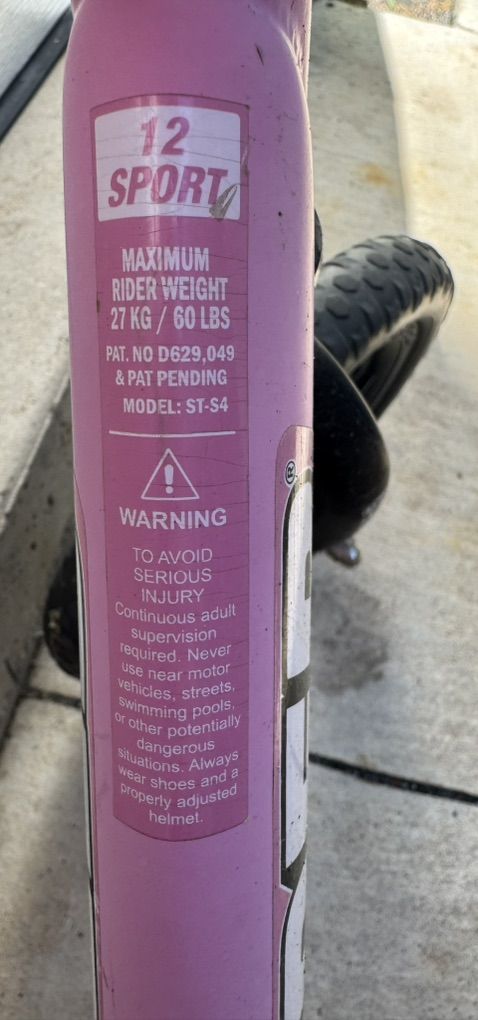 12
SPORT
MAXIMUM
RIDER WEIGHT
27 KG / 60 LBS
PAT. NO D629,049
& PAT PENDING
MODEL: ST-S4
WARNING
TO AVOID
SERIOUS
INJURY
Continuous adult
supervision
required. Never
use near motor
vehicles, streets,
swimming pools,
or other potentially
dangerous
situations. Always
wear shoes and a
properly adjusted
helmet.
®